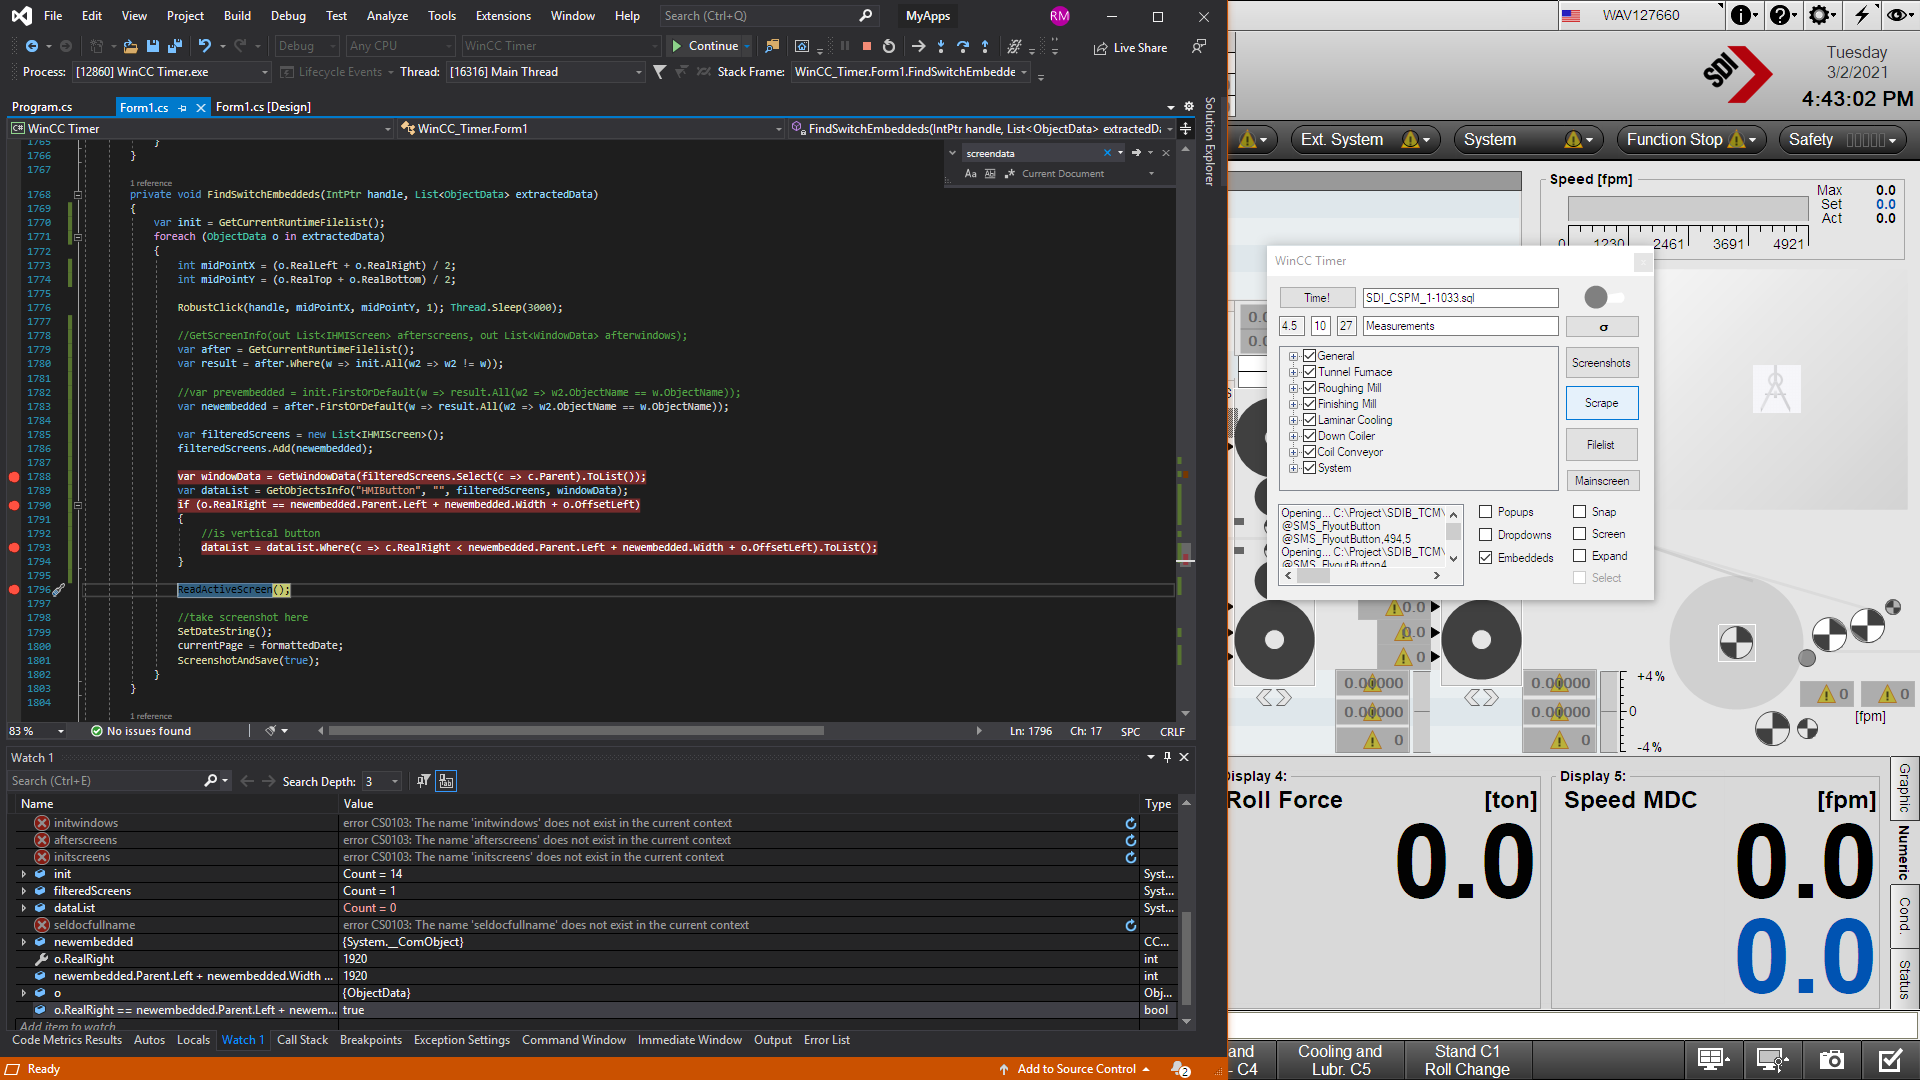 File Edit View Project Build Debug Test Analyze Tools Extensions Window Help Search (Ctrl+Q) MyApps RM
Debug Any CPU WinCC Timer Continue Live Share
Process: [12860] WinCC Timer.exe Lifecycle Events Thread: [16316] Main Thread Stack Frame: WinCC_Timer.Form1.FindSwitchEmbedde
Program.cs Form1.cs Form1.cs [Design]
WinCC Timer WinCC_Timer.Form1 FindSwitchEmbeddeds(IntPtr handle, List<ObjectData> extractedDa
screendata
Aa Current Document
Solution Explorer
1765 }
1766 }
1767
1 reference
1768 private void FindSwitchEmbeddeds(IntPtr handle, List<ObjectData> extractedData)
1769 {
1770 var init = GetCurrentRuntimeFilelist();
1771 foreach (ObjectData o in extractedData)
1772 {
1773 int midPointX = (o.RealLeft + o.RealRight) / 2;
1774 int midPointY = (o.RealTop + o.RealBottom) / 2;
1775
1776 RobustClick(handle, midPointX, midPointY, 1); Thread.Sleep(3000);
1777
1778 //GetScreenInfo(out List<IHMIScreen> afterscreens, out List<WindowData> afterwindows);
1779 var after = GetCurrentRuntimeFilelist();
1780 var result = after.Where(w => init.All(w2 => w2 != w));
1781
1782 //var prevembedded = init.FirstOrDefault(w => result.All(w2 => w2.ObjectName == w.ObjectName));
1783 var newembedded = after.FirstOrDefault(w => result.All(w2 => w2.ObjectName == w.ObjectName));
1784
1785 var filteredScreens = new List<IHMIScreen>();
1786 filteredScreens.Add(newembedded);
1787
1788 var windowData = GetWindowData(filteredScreens.Select(c => c.Parent).ToList());
1789 var dataList = GetObjectsInfo("HMIButton", "", filteredScreens, windowData);
1790 if (o.RealRight == newembedded.Parent.Left + newembedded.Width + o.OffsetLeft)
1791 {
1792 //is vertical button
1793 dataList = dataList.Where(c => c.RealRight < newembedded.Parent.Left + newembedded.Width + o.OffsetLeft).ToList();
1794 }
1795
1796 ReadActiveScreen();
1797
1798 //take screenshot here
1799 SetDateString();
1800 currentPage = formattedDate;
1801 ScreenshotAndSave(true);
1802 }
1803 }
1804
1 reference
83 % No issues found Ln: 1796 Ch: 17 SPC CRLF
Watch 1
Search (Ctrl+E) Search Depth: 3
Name Value Type
initwindows error CS0103: The name 'initwindows' does not exist in the current context
afterscreens error CS0103: The name 'afterscreens' does not exist in the current context
initscreens error CS0103: The name 'initscreens' does not exist in the current context
init Count = 14 Syst...
filteredScreens Count = 1 Syst...
dataList Count = 0 Syst...
seldocfullname error CS0103: The name 'seldocfullname' does not exist in the current context
newembedded {System.__ComObject} CC...
o.RealRight 1920 int
newembedded.Parent.Left + newembedded.Width ... 1920 int
o {ObjectData} Obj...
o.RealRight == newembedded.Parent.Left + newem... true bool
Add item to watch
Code Metrics Results Autos Locals Watch 1 Call Stack Breakpoints Exception Settings Command Window Immediate Window Output Error List
Ready Add to Source Control 2
WAV127660
SDI
Tuesday
3/2/2021
4:43:02 PM
Ext. System System Function Stop Safety
Speed [fpm]
Max 0.0
Set 0.0
Act 0.0
0 1230 2461 3691 4921
WinCC Timer
Time! SDI_CSPM_1-1033.sql
4.5 10 27 Measurements σ
General
Tunnel Furnace
Roughing Mill
Finishing Mill
Laminar Cooling
Down Coiler
Coil Conveyor
System
Screenshots
Scrape
Filelist
Mainscreen
Opening... C:\Project\SDIB_TCM\
@SMS_FlyoutButton
@SMS_FlyoutButton,494,5
Opening... C:\Project\SDIB_TCM\
@SMS_FlyoutButton4
Popups
Dropdowns
Embeddeds
Snap
Screen
Expand
Select
0.0
0.0
0
0.00000 0.00000
0.00000 0.00000
0 0
+4 %
0
-4 %
0 0
[fpm]
Display 4:
Roll Force [ton]
0.0
Display 5:
Speed MDC [fpm]
0.0
0.0
Graphic
Numeric
Cond.
Status
and
- C4
Cooling and
Lubr. C5
Stand C1
Roll Change